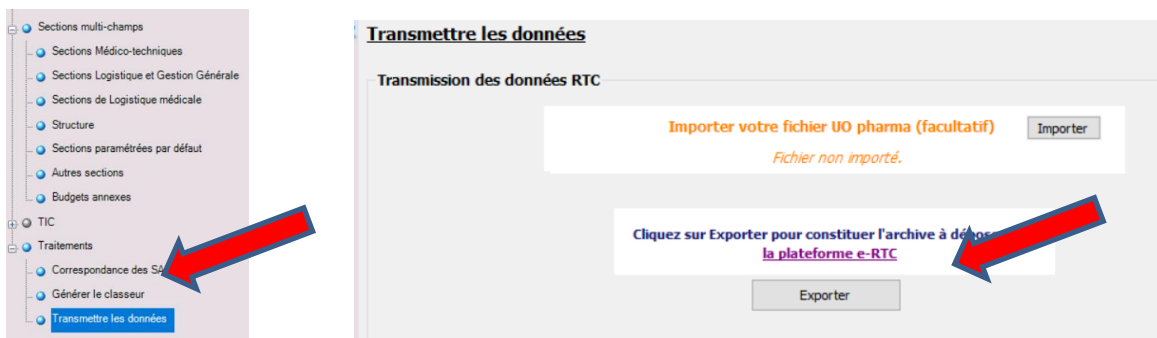 Sections multi-champs
Sections Médico-techniques
Sections Logistique et Gestion Générale
Sections de Logistique médicale
Structure
Sections paramétrées par défaut
Autres sections
Budgets annexes
TIC
Traitements
Correspondance des SA
Générer le classeur
Transmettre les données
Transmettre les données
Transmission des données RTC
Importer votre fichier UO pharma (facultatif)
Importer
Fichier non importé.
Cliquez sur Exporter pour constituer l'archive à
la plateforme e-RTC
Exporter